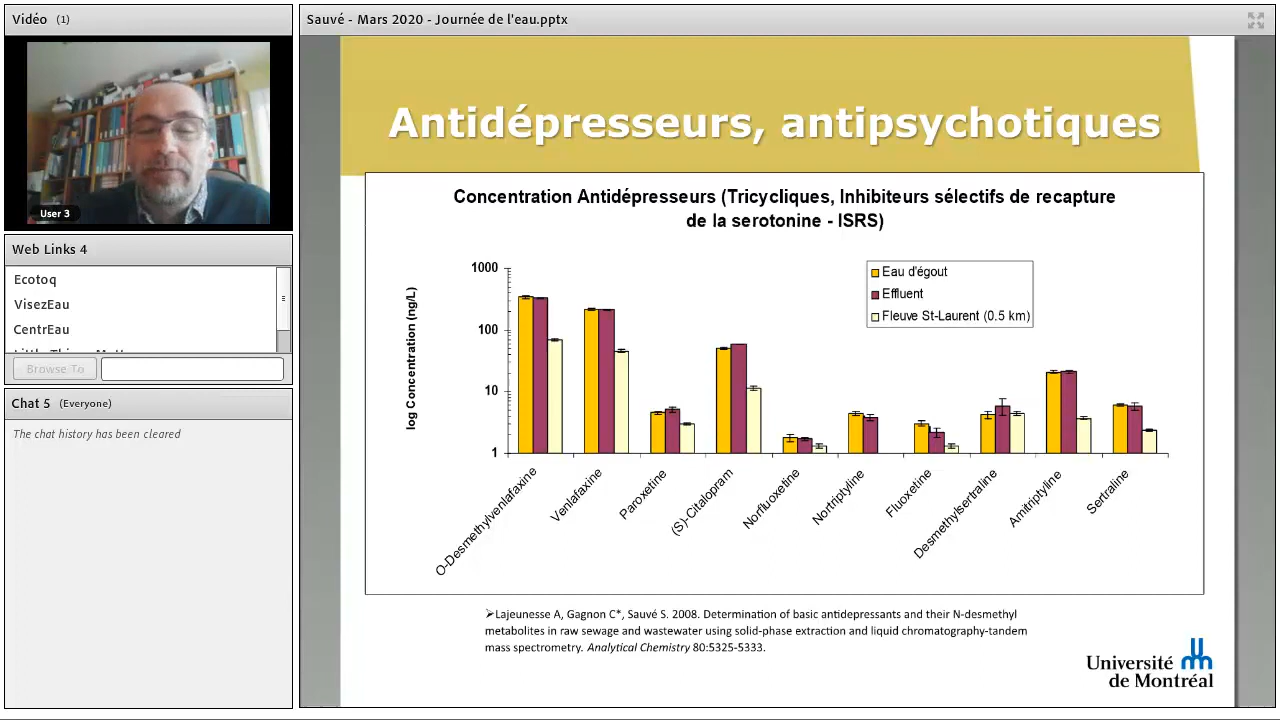 Vidéo (1)
User 3
Web Links 4
Ecotoq
VisezEau
CentrEau
Browse To
Chat 5 (Everyone)
The chat history has been cleared
Sauvé - Mars 2020 - Journée de l'eau.pptx
Antidépresseurs, antipsychotiques
Concentration Antidépresseurs (Tricycliques, Inhibiteurs sélectifs de recapture
de la serotonine - ISRS)
log Concentration (ng/L)
1000
100
10
1
Eau d'égout
Effluent
Fleuve St-Laurent (0.5 km)
O-Desmethylvenlafaxine
Venlafaxine
Paroxetine
(S)-Citalopram
Norfluoxetine
Nortriptyline
Fluoxetine
Desmethylsertraline
Amitriptyline
Sertraline
➢Lajeunesse A, Gagnon C*, Sauvé S. 2008. Determination of basic antidepressants and their N-desmethyl
metabolites in raw sewage and wastewater using solid-phase extraction and liquid chromatography-tandem
mass spectrometry. Analytical Chemistry 80:5325-5333.
Université
de Montréal